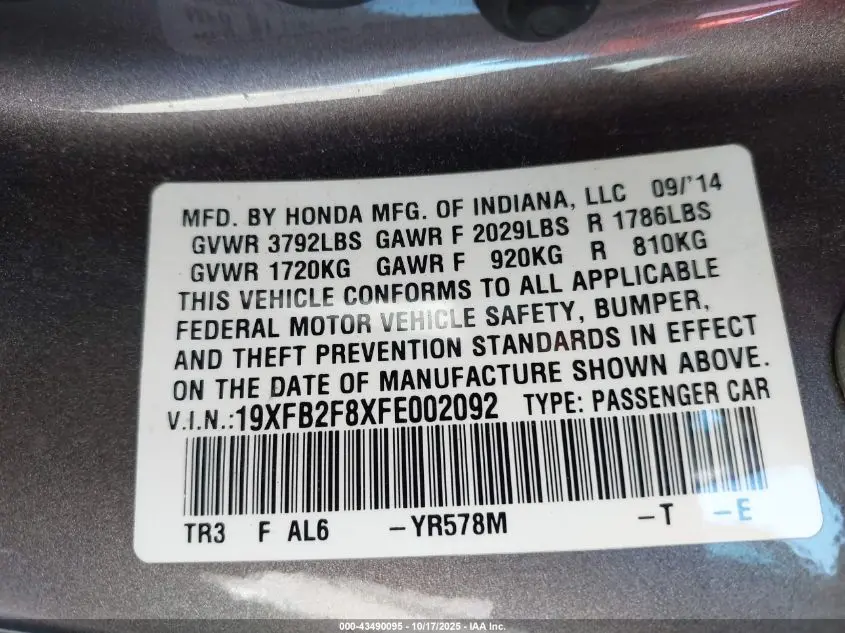 MFD. BY HONDA MFG. OF INDIANA, LLC 09/'14
GVWR 3792LBS GAWR F 2029LBS R 1786LBS
GVWR 1720KG GAWR F 920KG R 810KG
THIS VEHICLE CONFORMS TO ALL APPLICABLE
FEDERAL MOTOR VEHICLE SAFETY, BUMPER,
AND THEFT PREVENTION STANDARDS IN EFFECT
ON THE DATE OF MANUFACTURE SHOWN ABOVE.
V.I.N.:19XFB2F8XFE002092 TYPE: PASSENGER CAR
TR3 F AL6 -YR578M -T -E
000-43490095 - 10/17/2025 - IAA Inc.